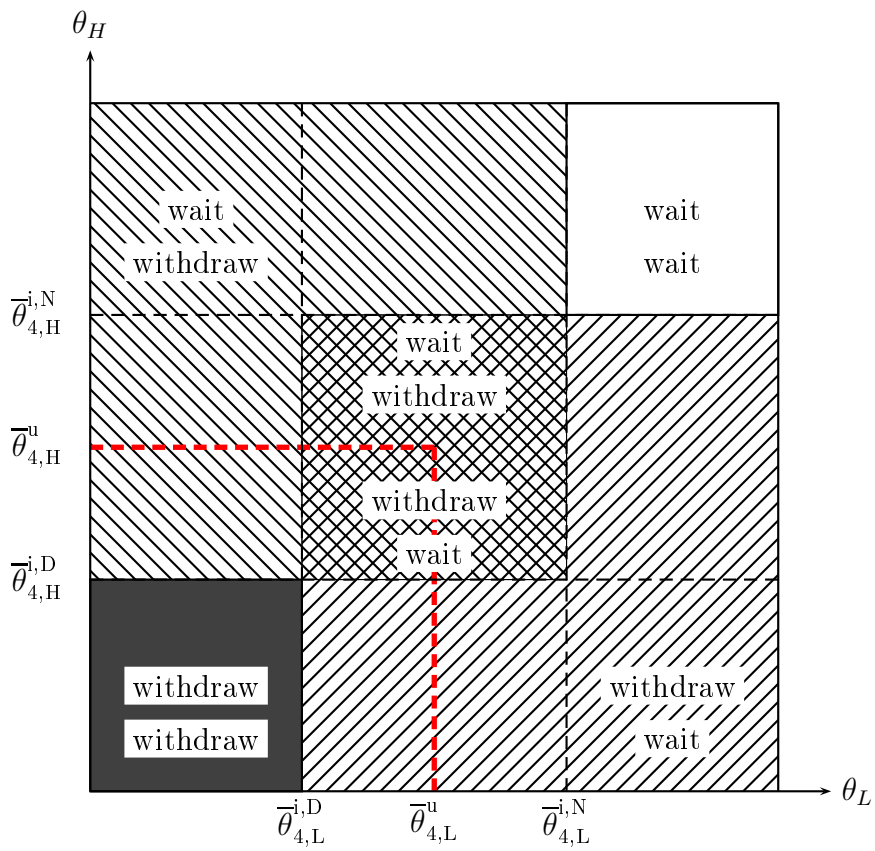 θ_H
wait
withdraw
wait
wait
θ̅^{i,N}_{4,H}
wait
withdraw
θ̅^{u}_{4,H}
withdraw
wait
θ̅^{i,D}_{4,H}
withdraw
withdraw
withdraw
wait
θ_L
θ̅^{i,D}_{4,L}
θ̅^{u}_{4,L}
θ̅^{i,N}_{4,L}